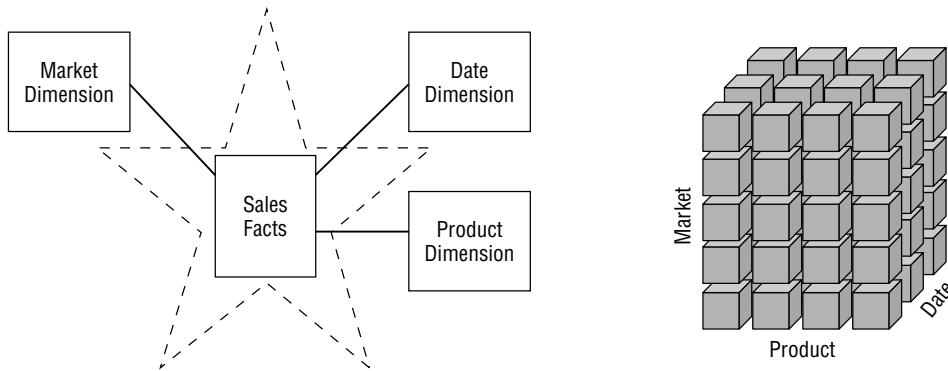 Market
Dimension
Date
Dimension
Sales
Facts
Product
Dimension
Market
Product
Date